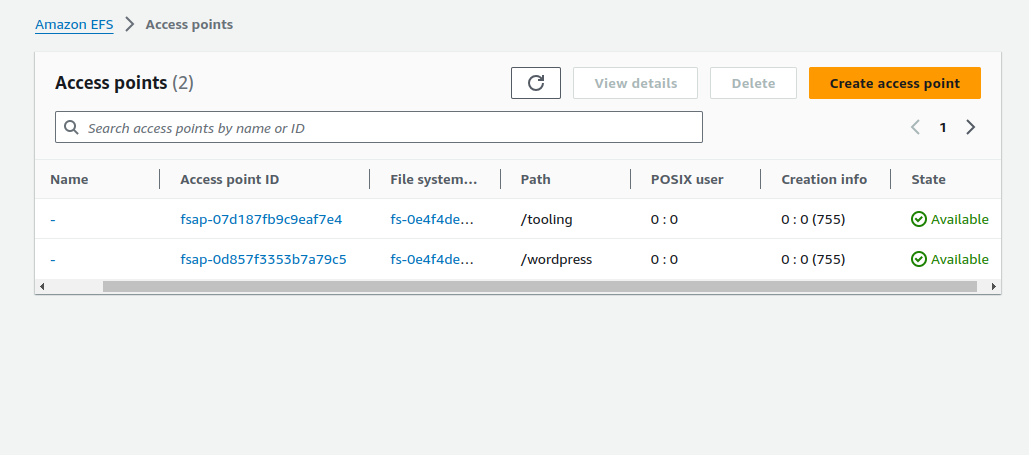 Amazon EFS > Access points
Access points (2)
View details
Delete
Create access point
Search access points by name or ID
1
Name Access point ID File system... Path POSIX user Creation info State
- fsap-07d187fb9c9eaf7e4 fs-0e4f4de... /tooling 0 : 0 0 : 0 (755) Available
- fsap-0d857f3353b7a79c5 fs-0e4f4de... /wordpress 0 : 0 0 : 0 (755) Available